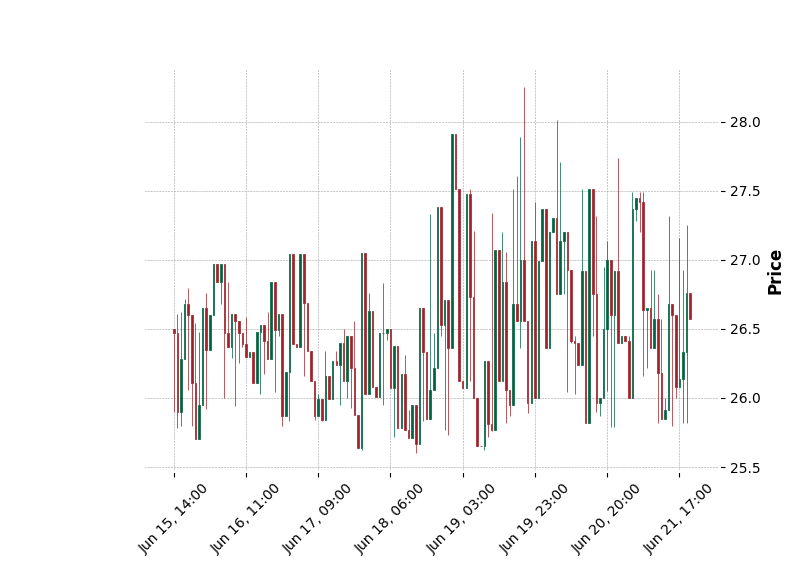 28.0
27.5
27.0
26.5
26.0
25.5
Price
Jun 15, 14:00
Jun 16, 11:00
Jun 17, 09:00
Jun 18, 06:00
Jun 19, 03:00
Jun 19, 23:00
Jun 20, 20:00
Jun 21, 17:00